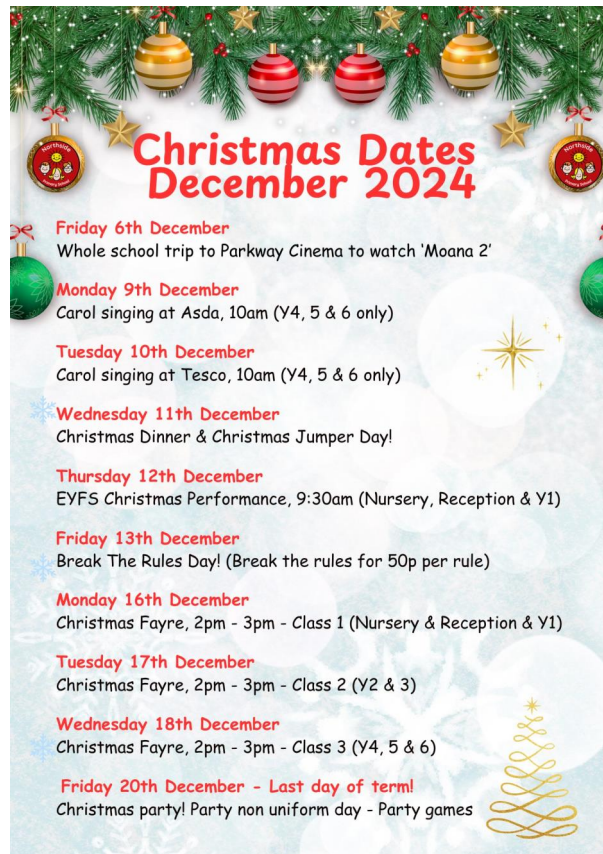 Northside
Northside
Christmas Dates
December 2024
Friday 6th December
Whole school trip to Parkway Cinema to watch ‘Moana 2’
Monday 9th December
Carol singing at Asda, 10am (Y4, 5 & 6 only)
Tuesday 10th December
Carol singing at Tesco, 10am (Y4, 5 & 6 only)
Wednesday 11th December
Christmas Dinner & Christmas Jumper Day!
Thursday 12th December
EYFS Christmas Performance, 9:30am (Nursery, Reception & Y1)
Friday 13th December
Break The Rules Day! (Break the rules for 50p per rule)
Monday 16th December
Christmas Fayre, 2pm - 3pm - Class 1 (Nursery & Reception & Y1)
Tuesday 17th December
Christmas Fayre, 2pm - 3pm - Class 2 (Y2 & 3)
Wednesday 18th December
Christmas Fayre, 2pm - 3pm - Class 3 (Y4, 5 & 6)
Friday 20th December - Last day of term!
Christmas party! Party non uniform day - Party games